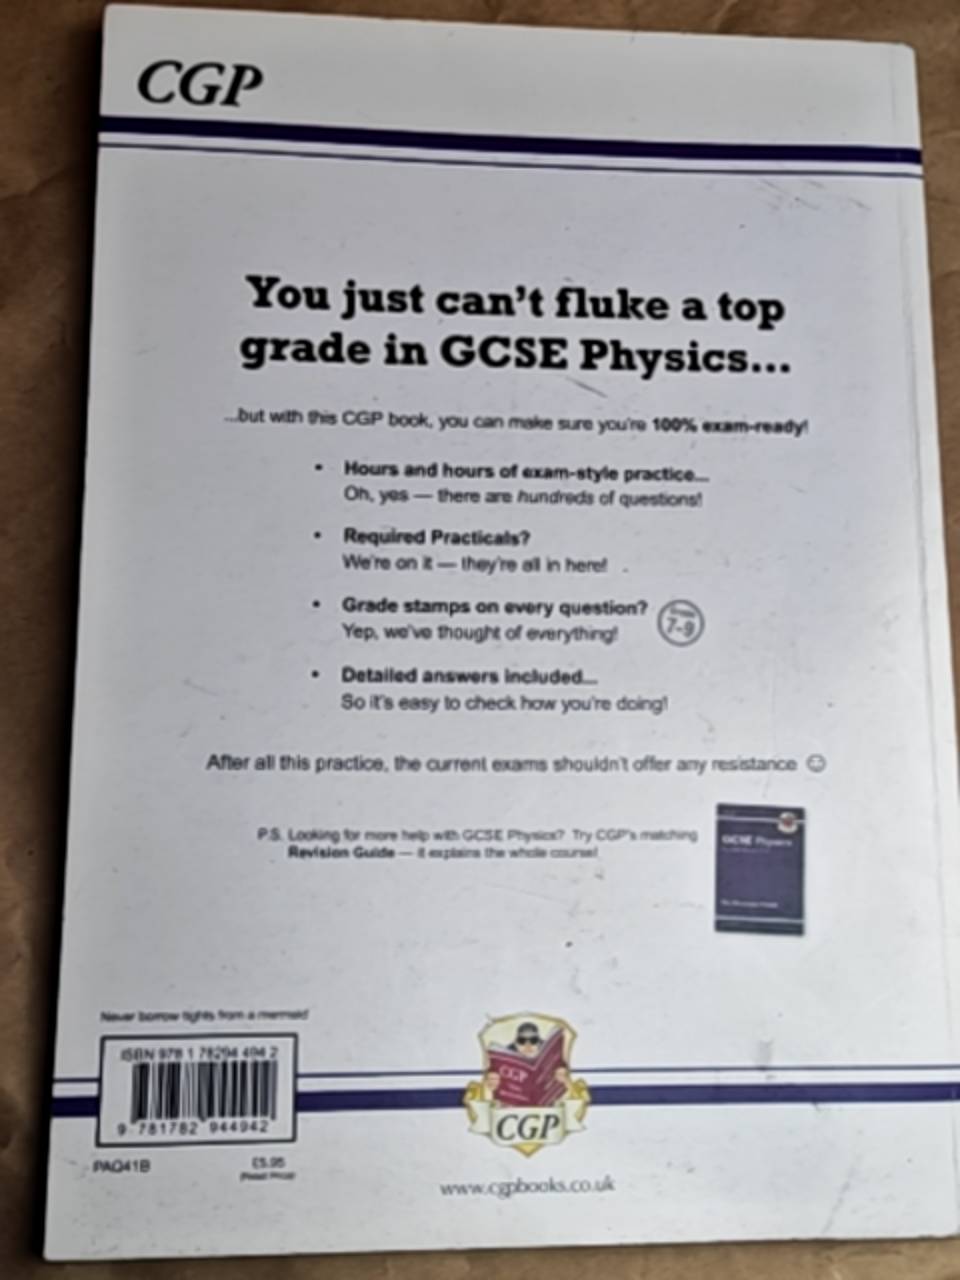 CGP
You just can't fluke a top
grade in GCSE Physics...
...but with this CGP book, you can make sure you're 100% exam-ready!
• Hours and hours of exam-style practice...
Oh, yes — there are hundreds of questions!
• Required Practicals?
We're on it — they're all in here!
• Grade stamps on every question?
Yep, we've thought of everything!
Grade
7-9
• Detailed answers included...
So it's easy to check how you're doing!
After all this practice, the current exams shouldn't offer any resistance ☺
P.S. Looking for more help with GCSE Physics? Try CGP's matching
Revision Guide — it explains the whole course!
GCSE Physics
Never borrow tights from a mermaid
ISBN 978 1 78294 494 2
9 781782 944942
PAQ41B
£5.95
(Retail Price)
CGP
CGP
www.cgpbooks.co.uk